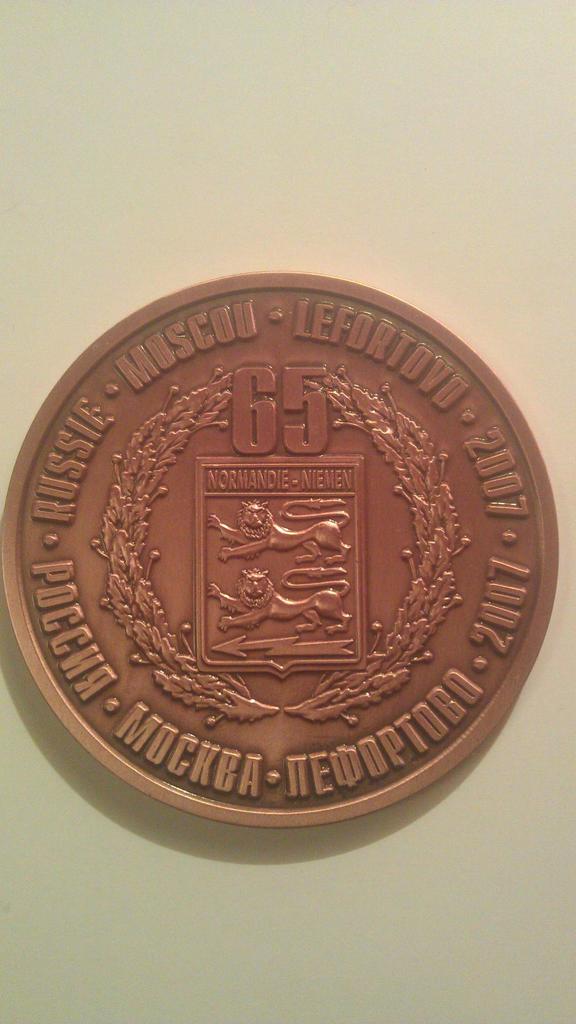 RUSSIE • MOSCOU • LEFORTOVO • 2007 •
РОССИЯ • МОСКВА • ЛЕФОРТОВО • 2007 •
65
NORMANDIE-NIEMEN